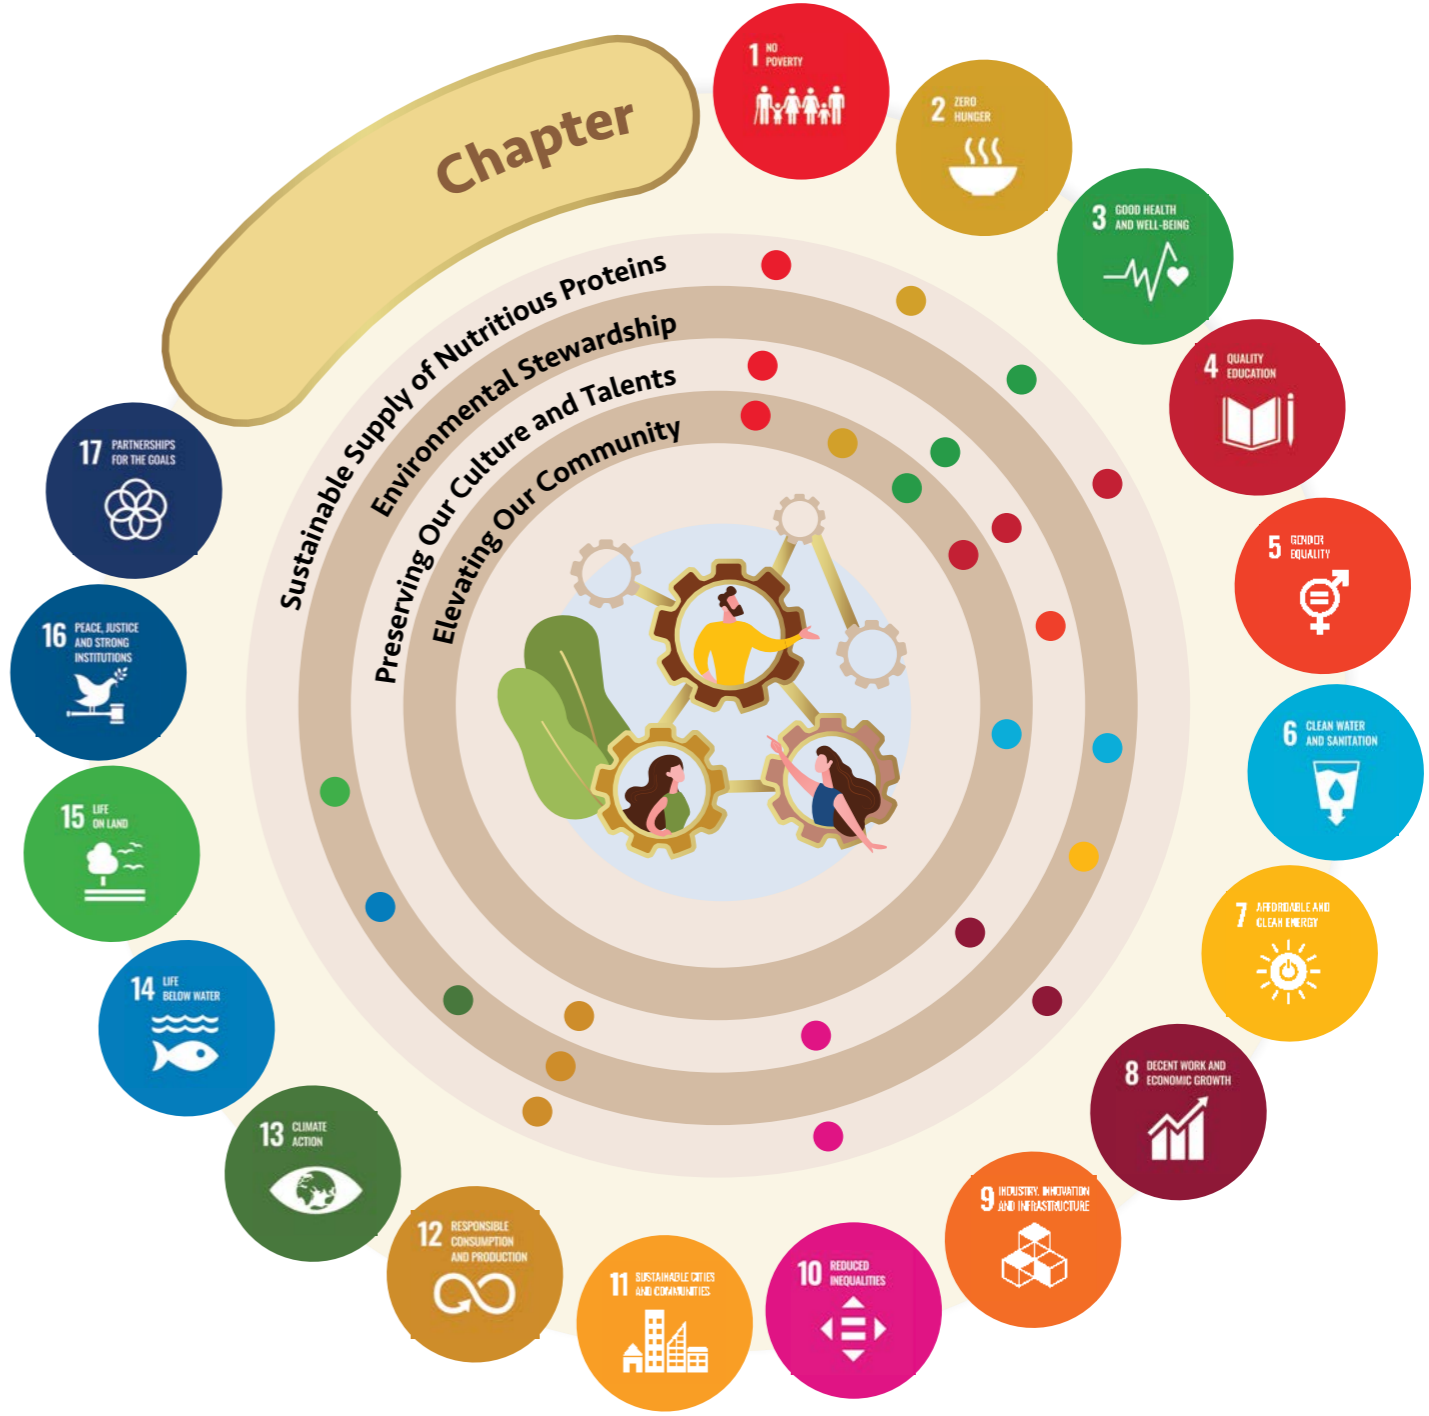 Chapter
Sustainable Supply of Nutritious Proteins
Environmental Stewardship
Preserving Our Culture and Talents
Elevating Our Community
1 NO
POVERTY
2 ZERO
HUNGER
3 GOOD HEALTH
AND WELL-BEING
4 QUALITY
EDUCATION
5 GENDER
EQUALITY
6 CLEAN WATER
AND SANITATION
7 AFFORDABLE AND
CLEAN ENERGY
8 DECENT WORK AND
ECONOMIC GROWTH
9 INDUSTRY, INNOVATION
AND INFRASTRUCTURE
10 REDUCED
INEQUALITIES
11 SUSTAINABLE CITIES
AND COMMUNITIES
12 RESPONSIBLE
CONSUMPTION
AND PRODUCTION
13 CLIMATE
ACTION
14 LIFE
BELOW WATER
15 LIFE
ON LAND
16 PEACE, JUSTICE
AND STRONG
INSTITUTIONS
17 PARTNERSHIPS
FOR THE GOALS